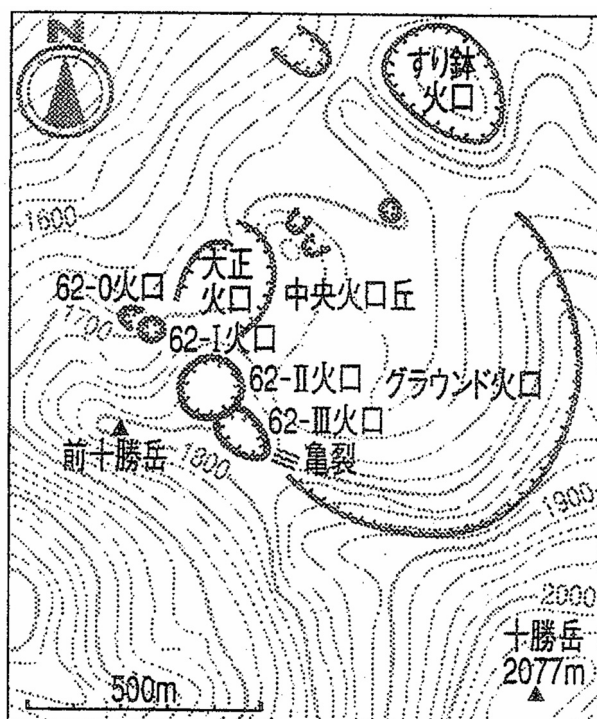 N
すり鉢
火口
1600
大正
火口
62-0火口
1700
中央火口丘
62-I火口
62-II火口
グラウンド火口
62-III火口
前十勝岳
1800
亀裂
1900
2000
十勝岳
2077m
500m